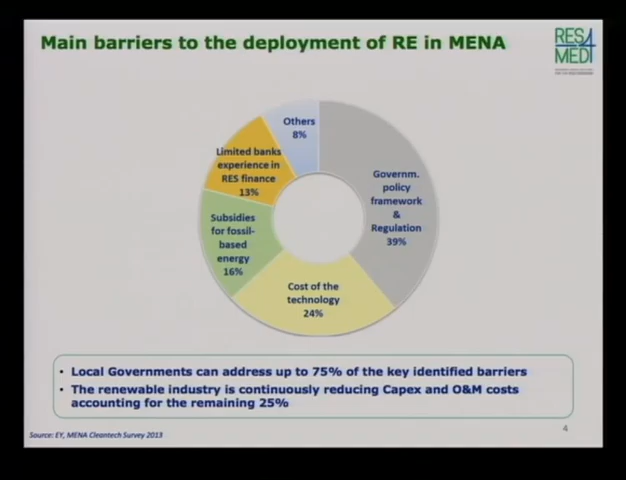 Main barriers to the deployment of RE in MENA
RES4
MED
Others
8%
Limited banks
experience in
RES finance
13%
Governm.
policy
framework
&
Regulation
39%
Subsidies
for fossil-
based
energy
16%
Cost of the
technology
24%
• Local Governments can address up to 75% of the key identified barriers
• The renewable industry is continuously reducing Capex and O&M costs
accounting for the remaining 25%
4
Source: EY, MENA Cleantech Survey 2013